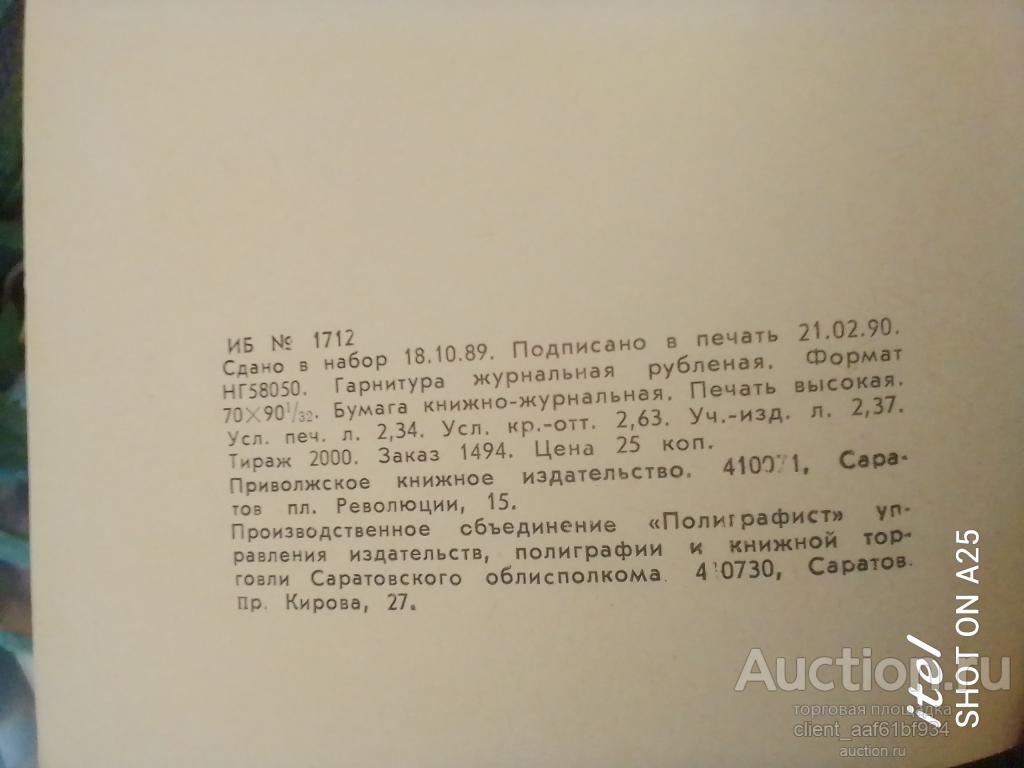 ИБ № 1712
Сдано в набор 18.10.89. Подписано в печать 21.02.90.
НГ58050. Гарнитура журнальная рубленая. Формат
70×90¹/₃₂. Бумага книжно-журнальная. Печать высокая.
Усл. печ. л. 2,34. Усл. кр.-отт. 2,63. Уч.-изд. л. 2,37.
Тираж 2000. Заказ 1494. Цена 25 коп.
Приволжское книжное издательство. 410071, Сара-
тов пл. Революции, 15.
Производственное объединение «Полиграфист» уп-
равления издательств, полиграфии и книжной тор-
говли Саратовского облисполкома. 410730, Саратов.
пр. Кирова, 27.
Auction.ru
торговая площадка
client_aaf61bf934
auction.ru
itel
SHOT ON A25